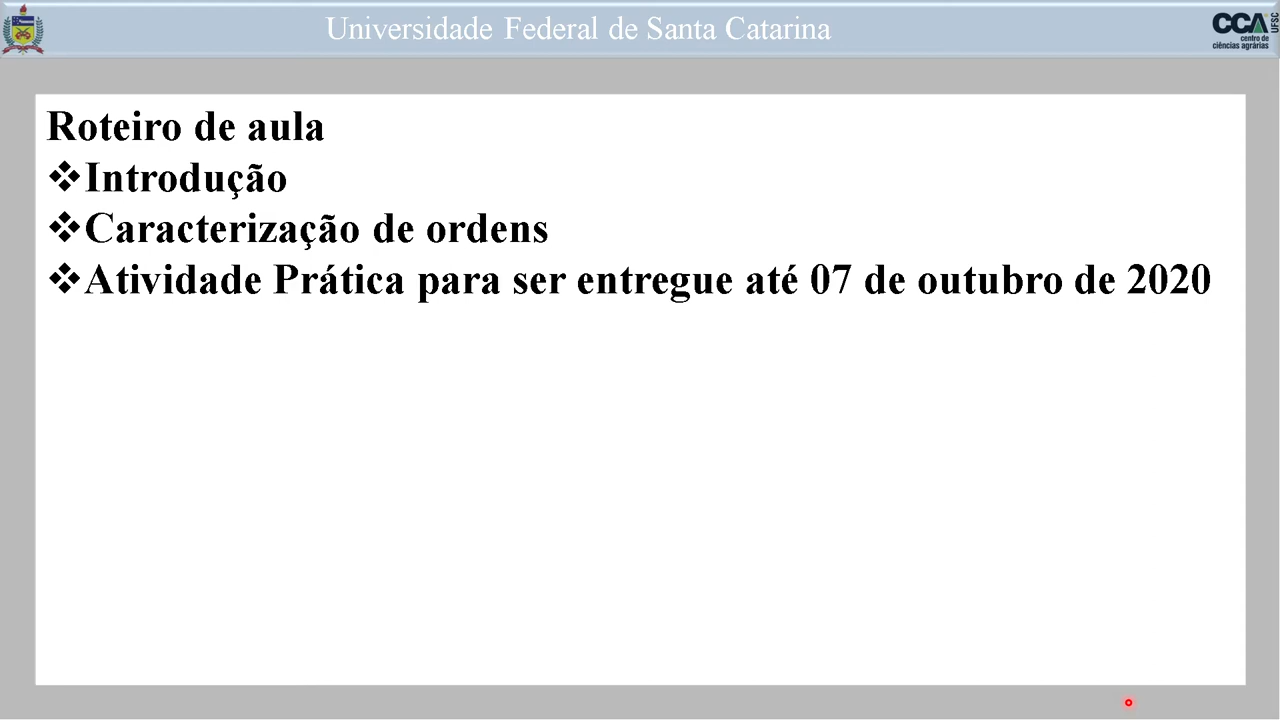 Universidade Federal de Santa Catarina
CCA
UFSC
centro de
ciências agrárias
Roteiro de aula
❖Introdução
❖Caracterização de ordens
❖Atividade Prática para ser entregue até 07 de outubro de 2020